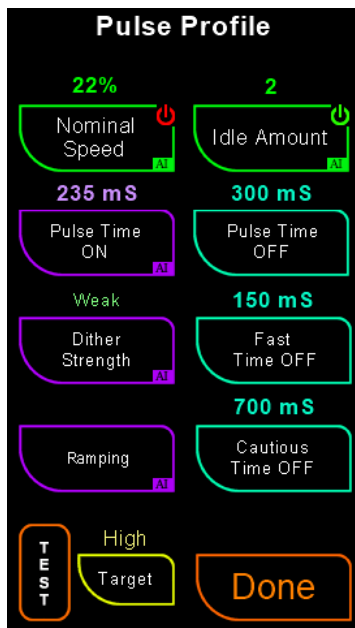 Pulse Profile
22%
2
Nominal
Speed
AI
Idle Amount
AI
235 mS
300 mS
Pulse Time
ON
AI
Pulse Time
OFF
Weak
150 mS
Dither
Strength
AI
Fast
Time OFF
700 mS
Ramping
AI
Cautious
Time OFF
TEST
High
Target
Done